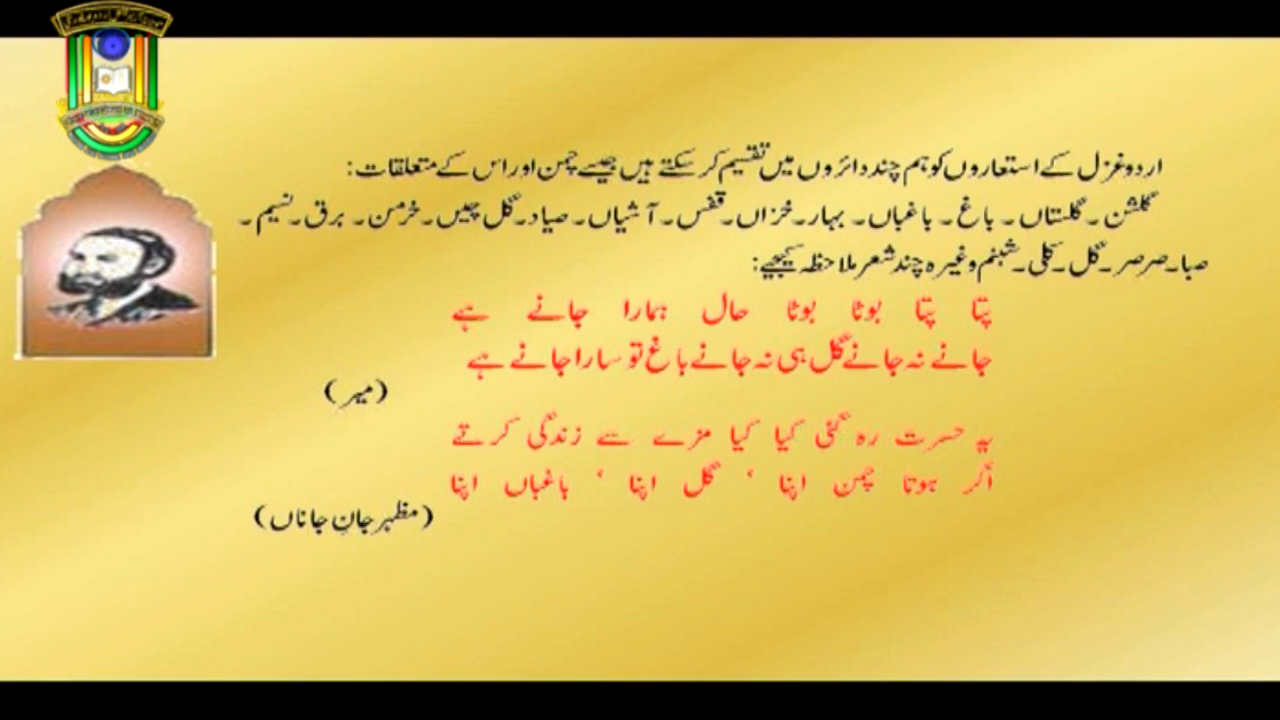 اردو غزل کے استعاروں کو ہم چند دائروں میں تقسیم کر سکتے ہیں جیسے چمن اور اس کے متعلقات:
گلشن ۔ گلستاں ۔ باغ ۔ باغباں ۔ بہار ۔ خزاں ۔ قفس ۔ آشیاں ۔ صیاد ۔ گل چیں ۔ خرمن ۔ برق ۔ نسیم ۔
صبا ۔ صرصر ۔ گل ۔ کلی ۔ شبنم وغیرہ چند شعر ملاحظہ کیجیے:
پتا پتا بوٹا بوٹا حال ہمارا جانے ہے
جانے نہ جانے گل ہی نہ جانے باغ تو سارا جانے ہے
(میر)
یہ حسرت رہ گئی کیا کیا مزے سے زندگی کرتے
اگر ہوتا چمن اپنا ‘ گل اپنا ‘ باغباں اپنا
(مظہر جانِ جاناں)